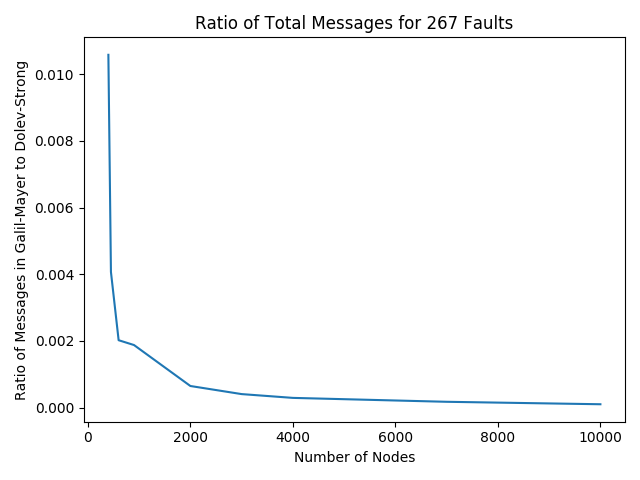 Ratio of Total Messages for 267 Faults
Ratio of Messages in Galil-Mayer to Dolev-Strong
0.010
0.008
0.006
0.004
0.002
0.000
0 2000 4000 6000 8000 10000
Number of Nodes